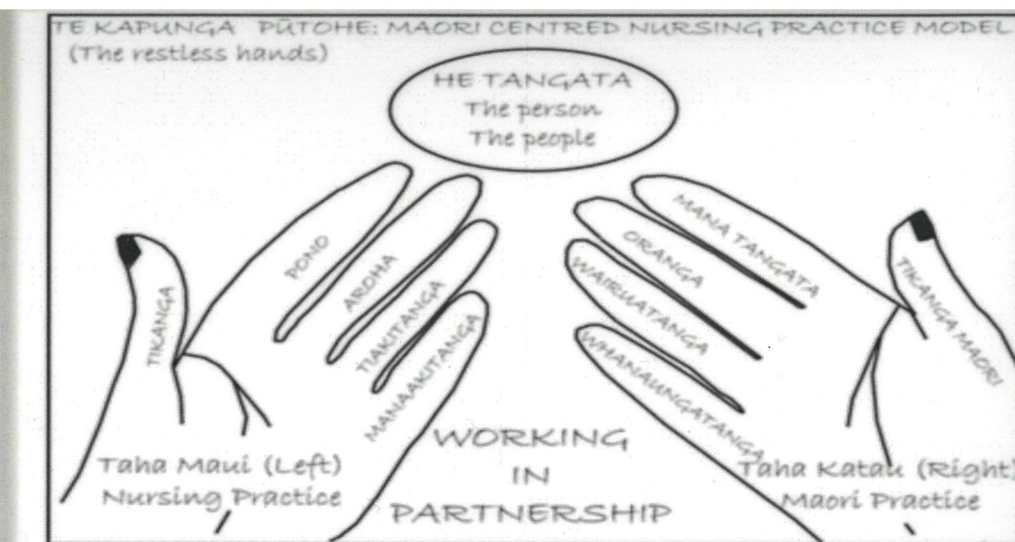 TE KAPUNGA PŪTOHE: MAORI CENTRED NURSING PRACTICE MODEL
(The restless hands)
HE TANGATA
The person
The people
TIKANGA
PONO
AROHA
TIAKITANGA
MANAAKITANGA
MANA TANGATA
ORANGA
WAIRUATANGA
WHANAUNGATANGA
TIKANGA MAORI
Taha Maui (Left)
Nursing Practice
WORKING
IN
PARTNERSHIP
Taha Katau (Right)
Maori Practice